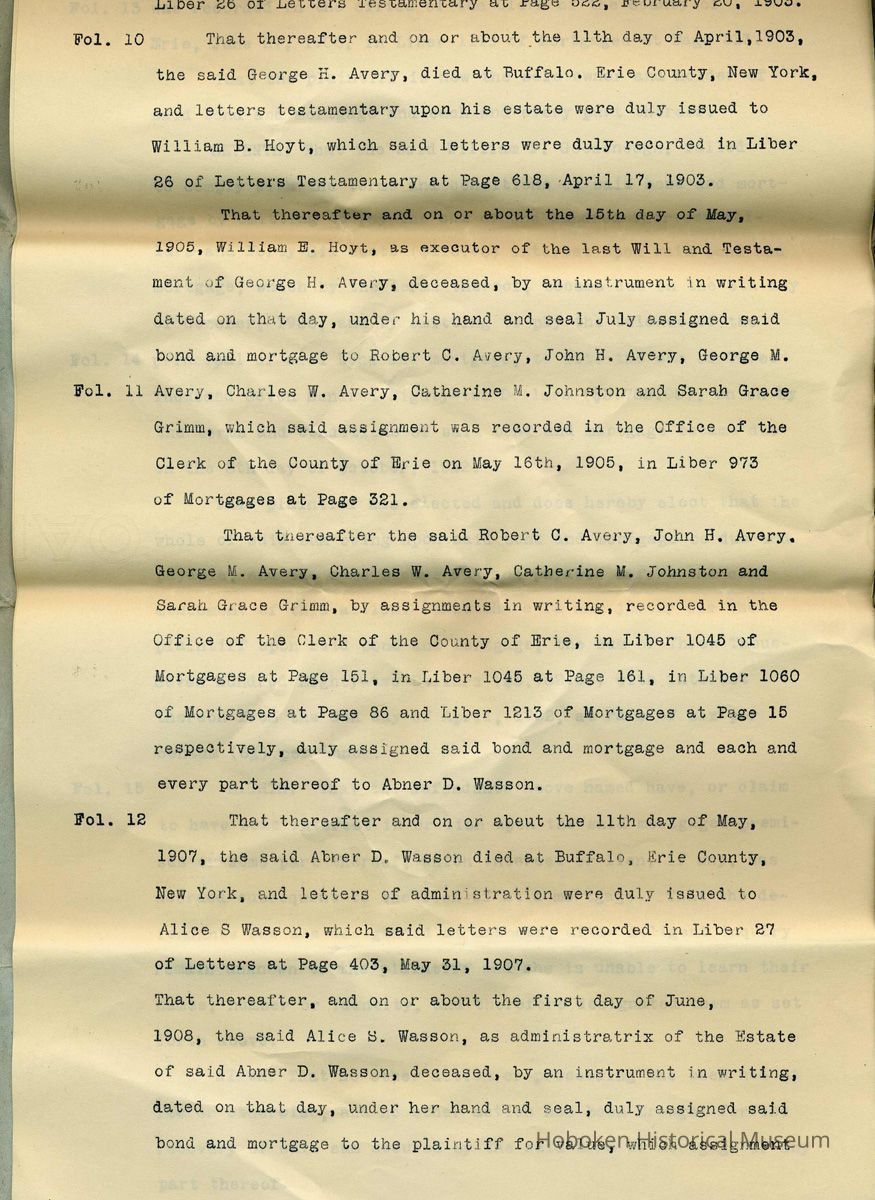 Liber 26 of Letters Testamentary at Page 522, February 20, 1903.
Fol. 10 That thereafter and on or about the 11th day of April,1903,
the said George H. Avery, died at Buffalo. Erie County, New York,
and letters testamentary upon his estate were duly issued to
William B. Hoyt, which said letters were duly recorded in Liber
26 of Letters Testamentary at Page 618, April 17, 1903.
That thereafter and on or about the 15th day of May,
1905, William E. Hoyt, as executor of the last Will and Testa-
ment of George H. Avery, deceased, by an instrument in writing
dated on that day, under his hand and seal July assigned said
bond and mortgage to Robert C. Avery, John H. Avery, George M.
Fol. 11 Avery, Charles W. Avery, Catherine M. Johnston and Sarah Grace
Grimm, which said assignment was recorded in the Office of the
Clerk of the County of Erie on May 16th, 1905, in Liber 973
of Mortgages at Page 321.
That thereafter the said Robert C. Avery, John H. Avery.
George M. Avery, Charles W. Avery, Catherine M. Johnston and
Sarah Grace Grimm, by assignments in writing, recorded in the
Office of the Clerk of the County of Erie, in Liber 1045 of
Mortgages at Page 151, in Liber 1045 at Page 161, in Liber 1060
of Mortgages at Page 86 and Liber 1213 of Mortgages at Page 15
respectively, duly assigned said bond and mortgage and each and
every part thereof to Abner D. Wasson.
Fol. 12 That thereafter and on or about the 11th day of May,
1907, the said Abner D. Wasson died at Buffalo, Erie County,
New York, and letters of administration were duly issued to
Alice S Wasson, which said letters were recorded in Liber 27
of Letters at Page 403, May 31, 1907.
That thereafter, and on or about the first day of June,
1908, the said Alice S. Wasson, as administratrix of the Estate
of said Abner D. Wasson, deceased, by an instrument in writing,
dated on that day, under her hand and seal, duly assigned said
bond and mortgage to the plaintiff for value, which assignment
Hoboken Historical Museum